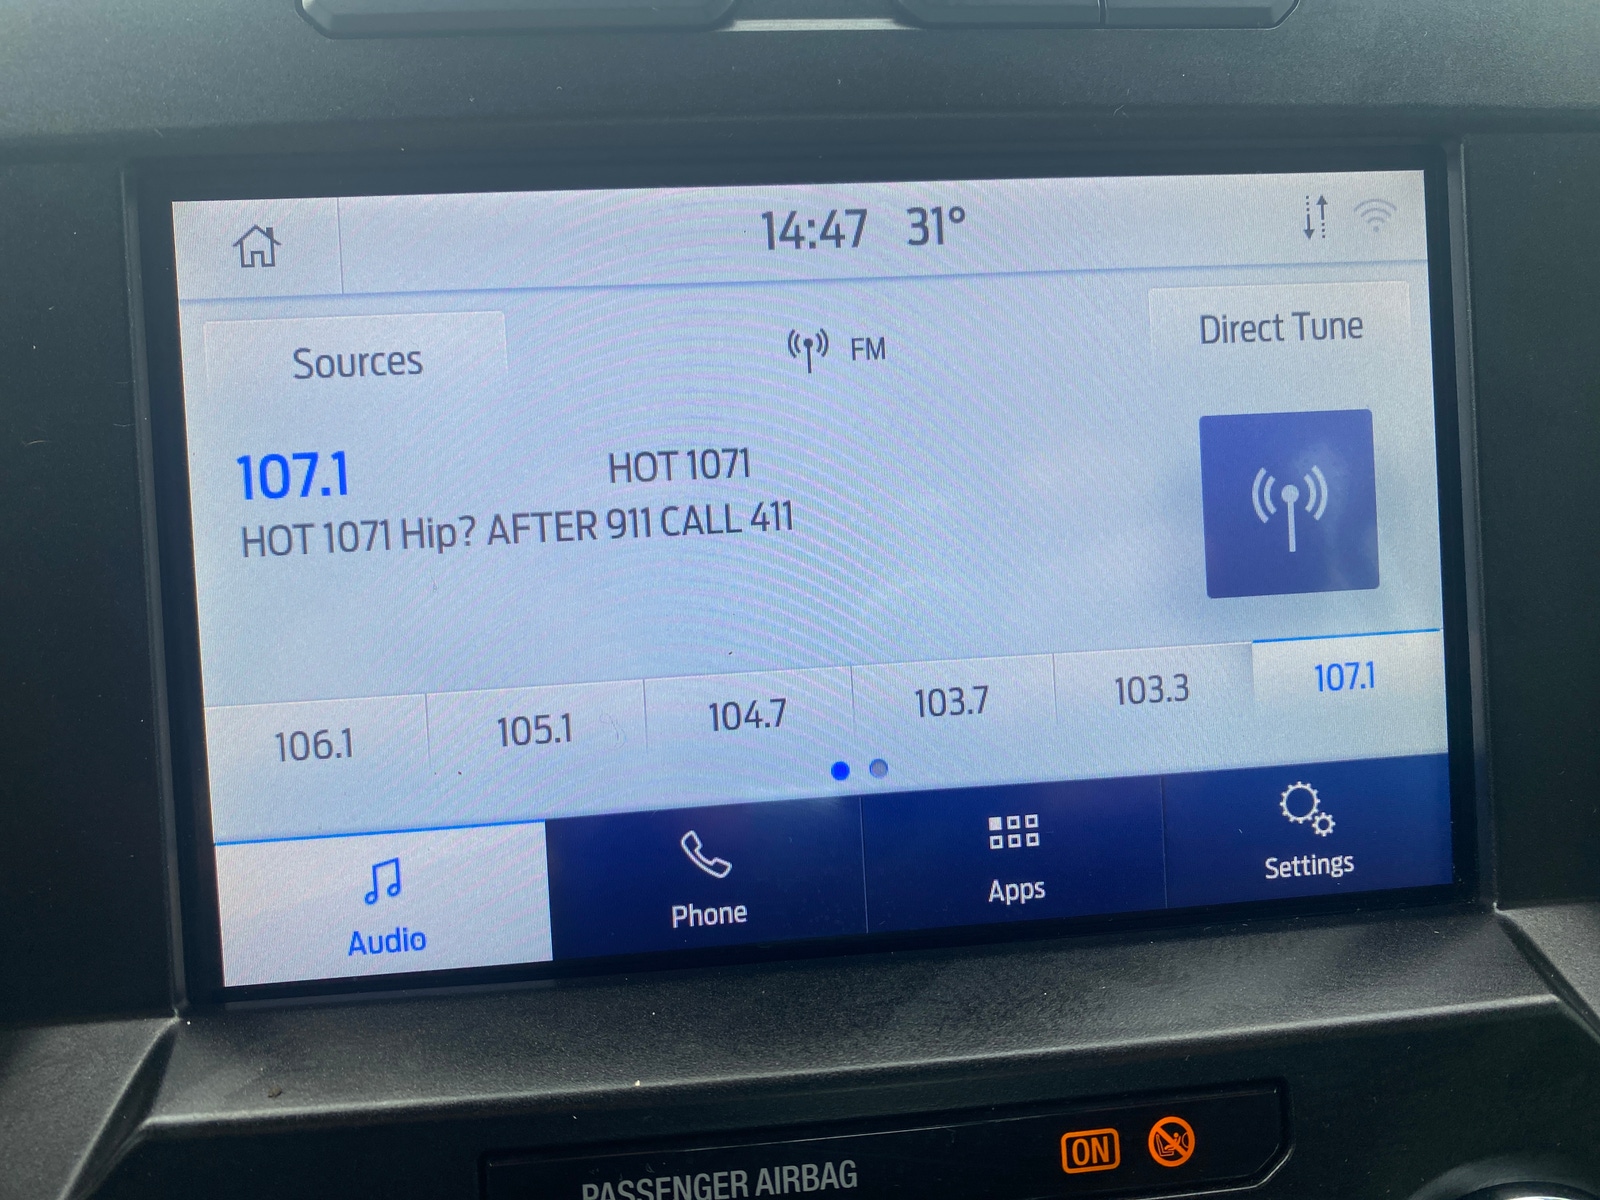 14:47 31°
Sources
FM
Direct Tune
107.1
HOT 1071
HOT 1071 Hip? AFTER 911 CALL 411
106.1
105.1
104.7
103.7
103.3
107.1
Audio
Phone
Apps
Settings
PASSENGER AIRBAG
ON